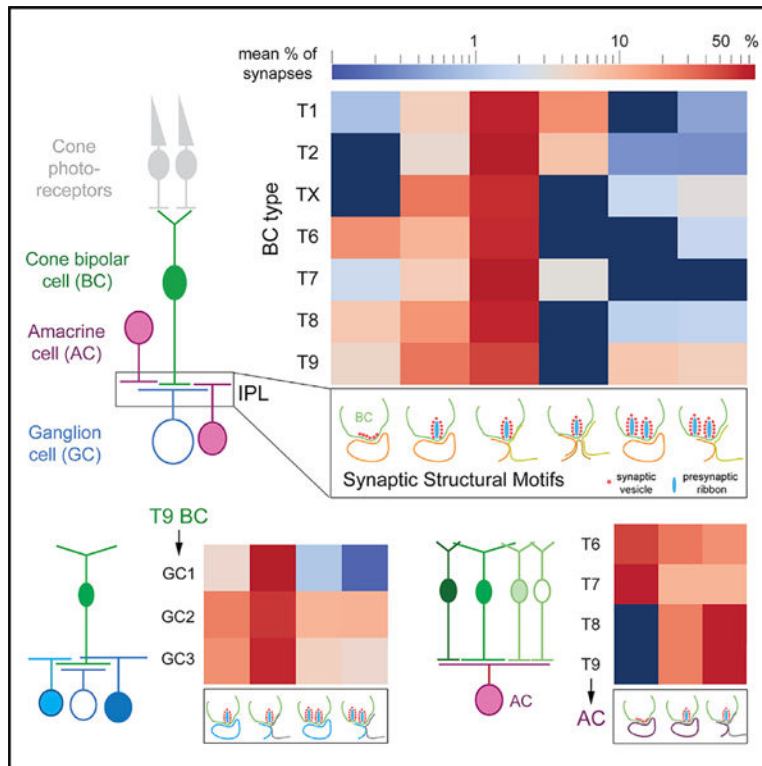 mean % of
synapses
1
10
50
%
Cone
photo-
receptors
Cone bipolar
cell (BC)
Amacrine
cell (AC)
IPL
Ganglion
cell (GC)
BC type
T1
T2
TX
T6
T7
T8
T9
BC
Synaptic Structural Motifs
synaptic
vesicle
presynaptic
ribbon
T9 BC
GC1
GC2
GC3
AC
T6
T7
T8
T9
AC